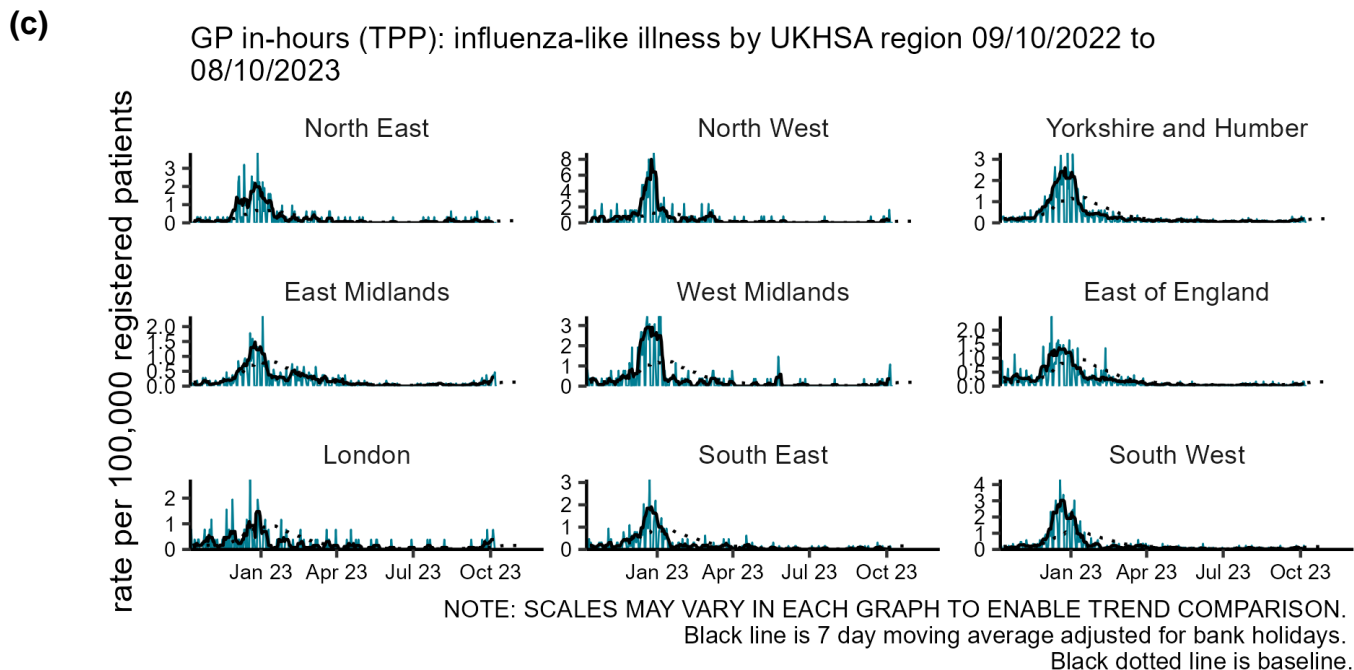 (c)
GP in-hours (TPP): influenza-like illness by UKHSA region 09/10/2022 to
08/10/2023
rate per 100,000 registered patients
North East
3
2
1
0
North West
8
6
4
2
0
Yorkshire and Humber
3
2
1
0
East Midlands
2.0
1.5
1.0
0.5
0.0
West Midlands
3
2
1
0
East of England
2.0
1.5
1.0
0.5
0.0
London
2
1
0
Jan 23 Apr 23 Jul 23 Oct 23
South East
3
2
1
0
Jan 23 Apr 23 Jul 23 Oct 23
South West
4
3
2
1
0
Jan 23 Apr 23 Jul 23 Oct 23
NOTE: SCALES MAY VARY IN EACH GRAPH TO ENABLE TREND COMPARISON.
Black line is 7 day moving average adjusted for bank holidays.
Black dotted line is baseline.